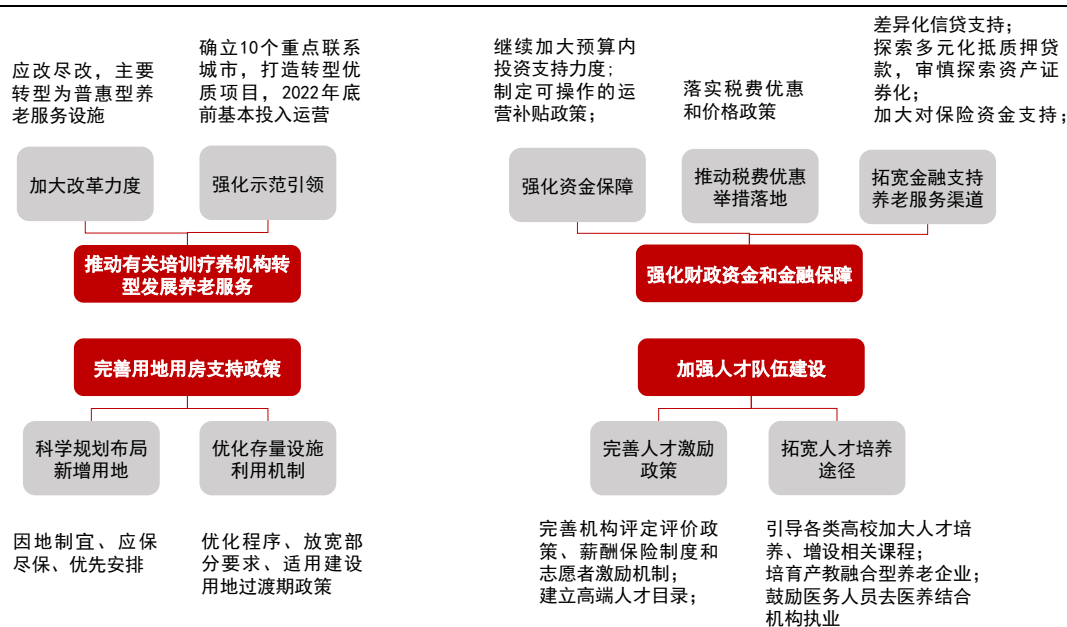 应改尽改，主要
转型为普惠型养
老服务设施
确立10个重点联系
城市，打造转型优
质项目，2022年底
前基本投入运营
加大改革力度
强化示范引领
推动有关培训疗养机构转
型发展养老服务
继续加大预算内
投资支持力度；
制定可操作的运
营补贴政策；
落实税费优惠
和价格政策
差异化信贷支持；
探索多元化抵质押贷
款，审慎探索资产证
券化；
加大对保险资金支持；
强化资金保障
推动税费优惠
举措落地
拓宽金融支持
养老服务渠道
强化财政资金和金融保障
完善用地用房支持政策
科学规划布局
新增用地
优化存量设施
利用机制
因地制宜、应保
尽保、优先安排
优化程序、放宽部
分要求、适用建设
用地过渡期政策
加强人才队伍建设
完善人才激励
政策
拓宽人才培养
途径
完善机构评定评价政
策、薪酬保险制度和
志愿者激励机制；
建立高端人才目录；
引导各类高校加大人才培
养、增设相关课程；
培育产教融合型养老企业；
鼓励医务人员去医养结合
机构执业